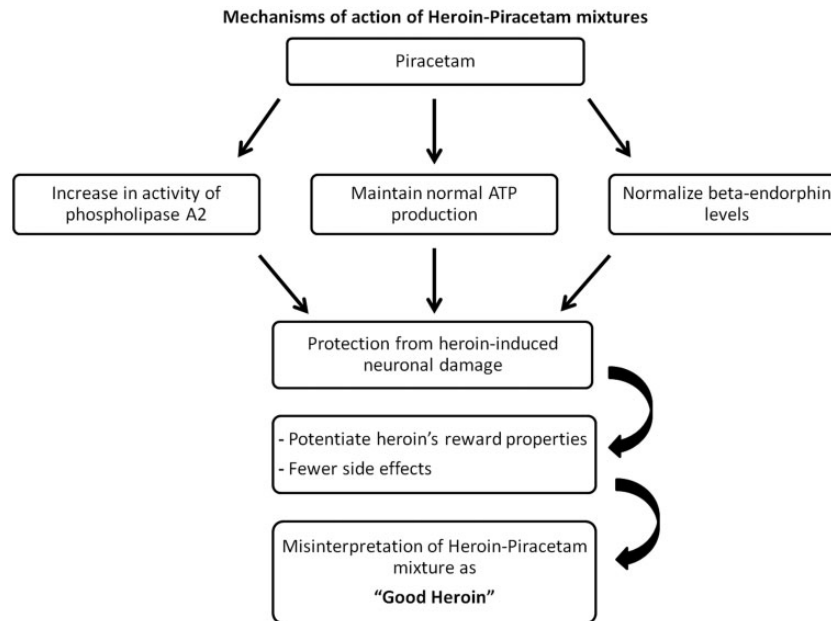 Mechanisms of action of Heroin-Piracetam mixtures
Piracetam
Increase in activity of
phospholipase A2
Maintain normal ATP
production
Normalize beta-endorphin
levels
Protection from heroin-induced
neuronal damage
- Potentiate heroin's reward properties
- Fewer side effects
Misinterpretation of Heroin-Piracetam
mixture as
“Good Heroin”